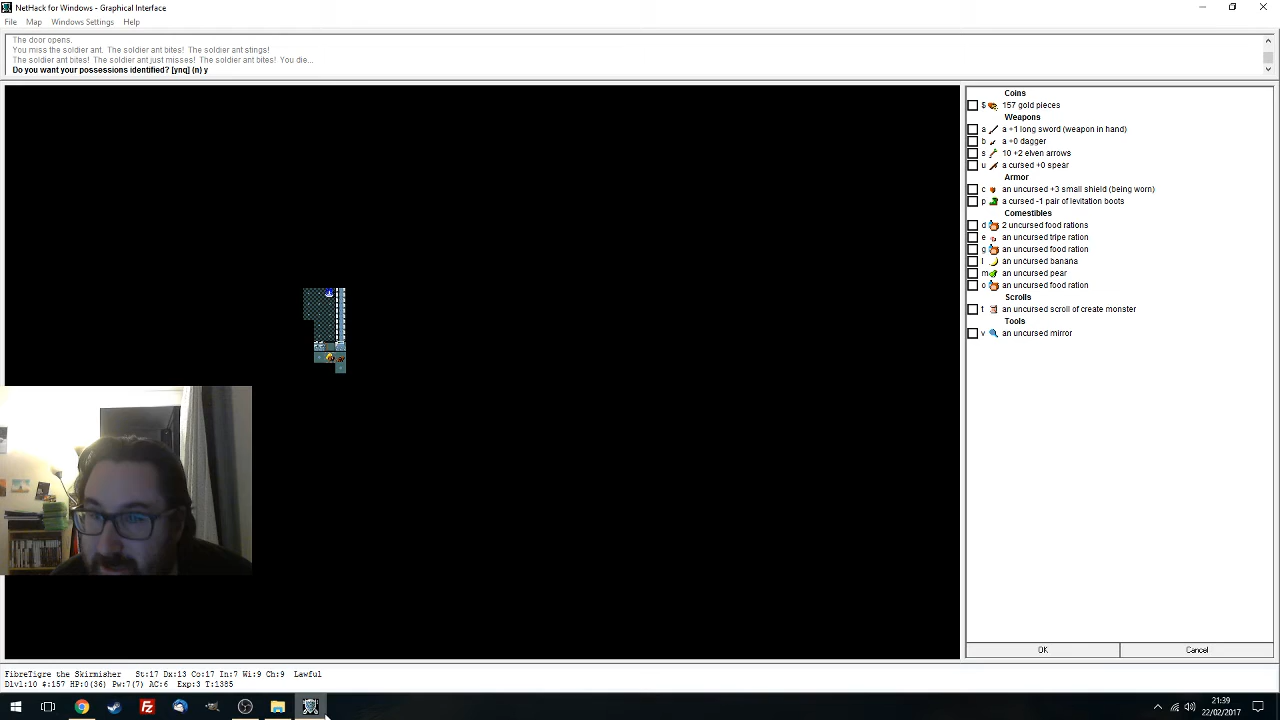 NetHack for Windows - Graphical Interface
File Map Windows Settings Help
The door opens.
You miss the soldier ant. The soldier ant bites! The soldier ant stings!
The soldier ant bites! The soldier ant just misses! The soldier ant bites! You die...
Do you want your possessions identified? [ynq] (n) y
Coins
$ 157 gold pieces
Weapons
a a +1 long sword (weapon in hand)
b a +0 dagger
s 10 +2 elven arrows
u a cursed +0 spear
Armor
c an uncursed +3 small shield (being worn)
p a cursed -1 pair of levitation boots
Comestibles
d 2 uncursed food rations
e an uncursed tripe ration
g an uncursed food ration
l an uncursed banana
m an uncursed pear
o an uncursed food ration
Scrolls
t an uncursed scroll of create monster
Tools
v an uncursed mirror
OK Cancel
FibreTigre the Skirmisher St:17 Dx:13 Co:17 In:7 Wi:9 Ch:9 Lawful
Dlvl:10 $:157 HP:0(36) Pw:7(7) AC:6 Exp:3 T:1385
21:39
22/02/2017